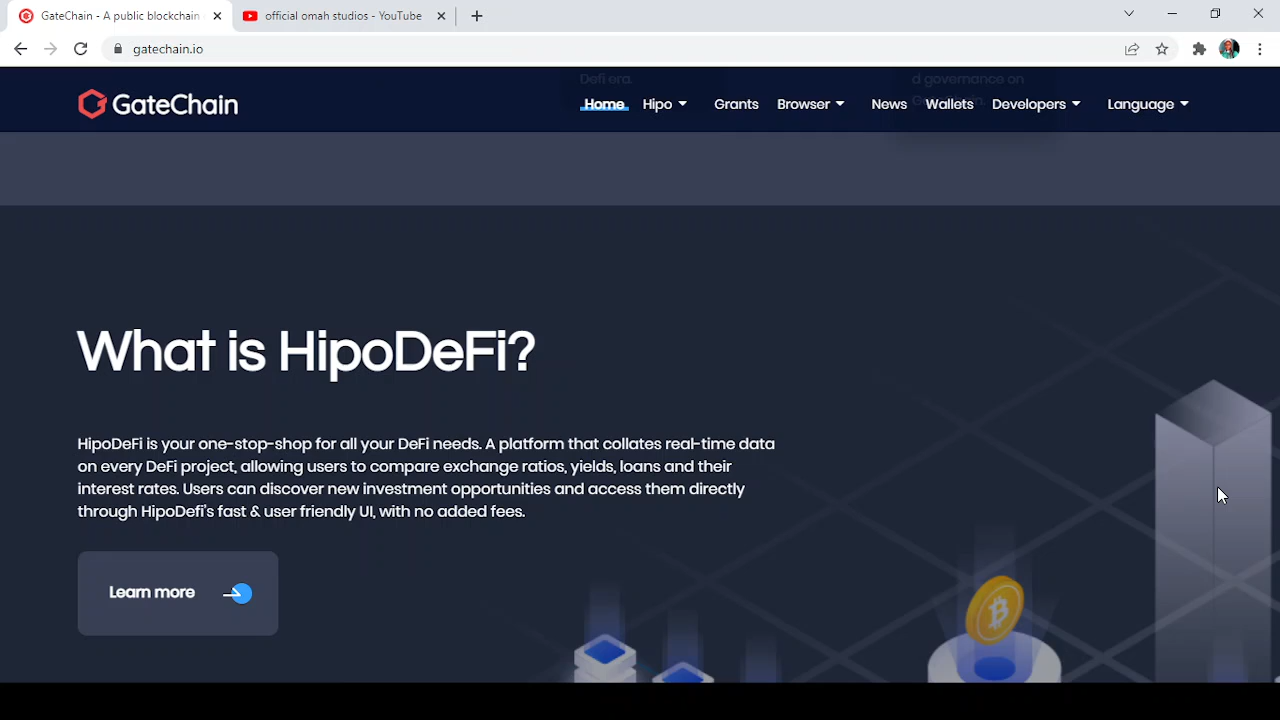 GateChain - A public blockchain
official omah studios - YouTube
gatechain.io
Defi era.
d governance on
GateChain
Home
Hipo
Grants
Browser
News
Wallets
Developers
Language
What is HipoDeFi?
HipoDeFi is your one-stop-shop for all your DeFi needs. A platform that collates real-time data
on every DeFi project, allowing users to compare exchange ratios, yields, loans and their
interest rates. Users can discover new investment opportunities and access them directly
through HipoDefi's fast & user friendly UI, with no added fees.
Learn more